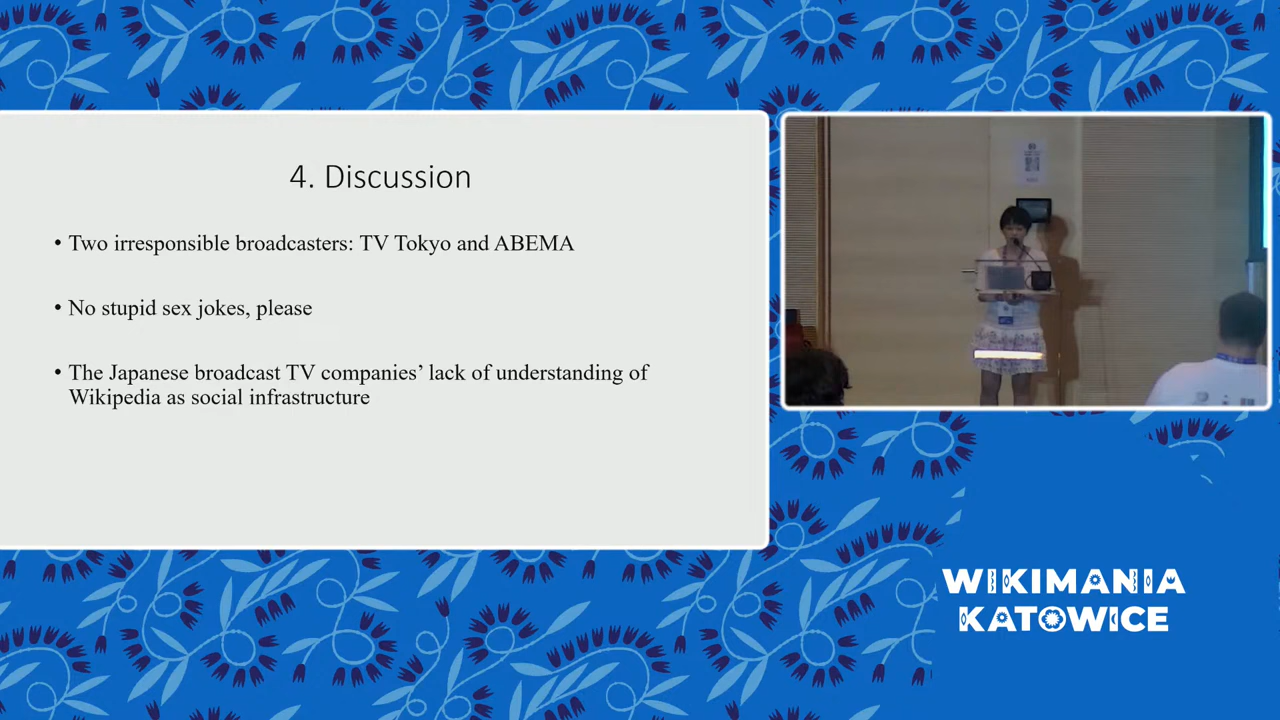 4. Discussion
• Two irresponsible broadcasters: TV Tokyo and ABEMA
• No stupid sex jokes, please
• The Japanese broadcast TV companies’ lack of understanding of
Wikipedia as social infrastructure
WIKIMANIA
KATOWICE